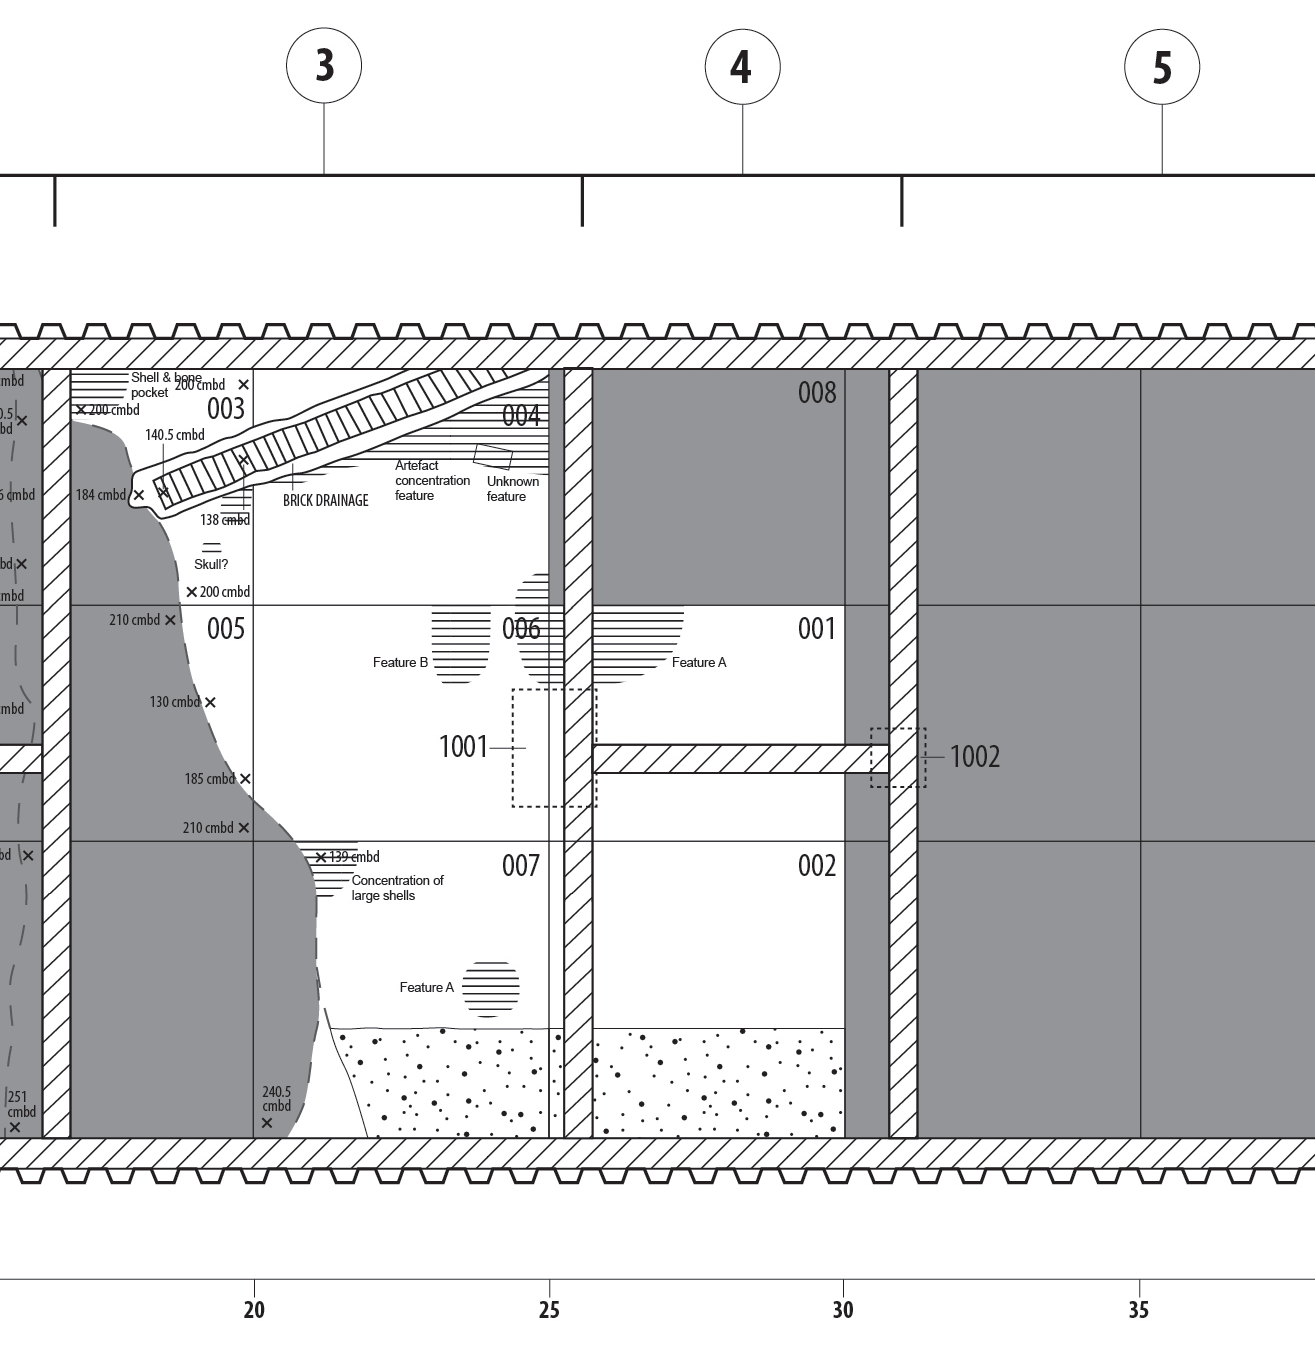 3
4
5
cmbd
Shell & bone
pocket
200 cmbd
200 cmbd
003
008
0.5
bd
004
140.5 cmbd
Artefact
concentration
feature
Unknown
feature
6 cmbd
184 cmbd
BRICK DRAINAGE
138 cmbd
bd
Skull?
cmbd
200 cmbd
210 cmbd
005
006
001
Feature B
Feature A
cmbd
130 cmbd
1001
1002
185 cmbd
210 cmbd
bd
139 cmbd
007
002
Concentration of
large shells
Feature A
251
cmbd
240.5
cmbd
20
25
30
35